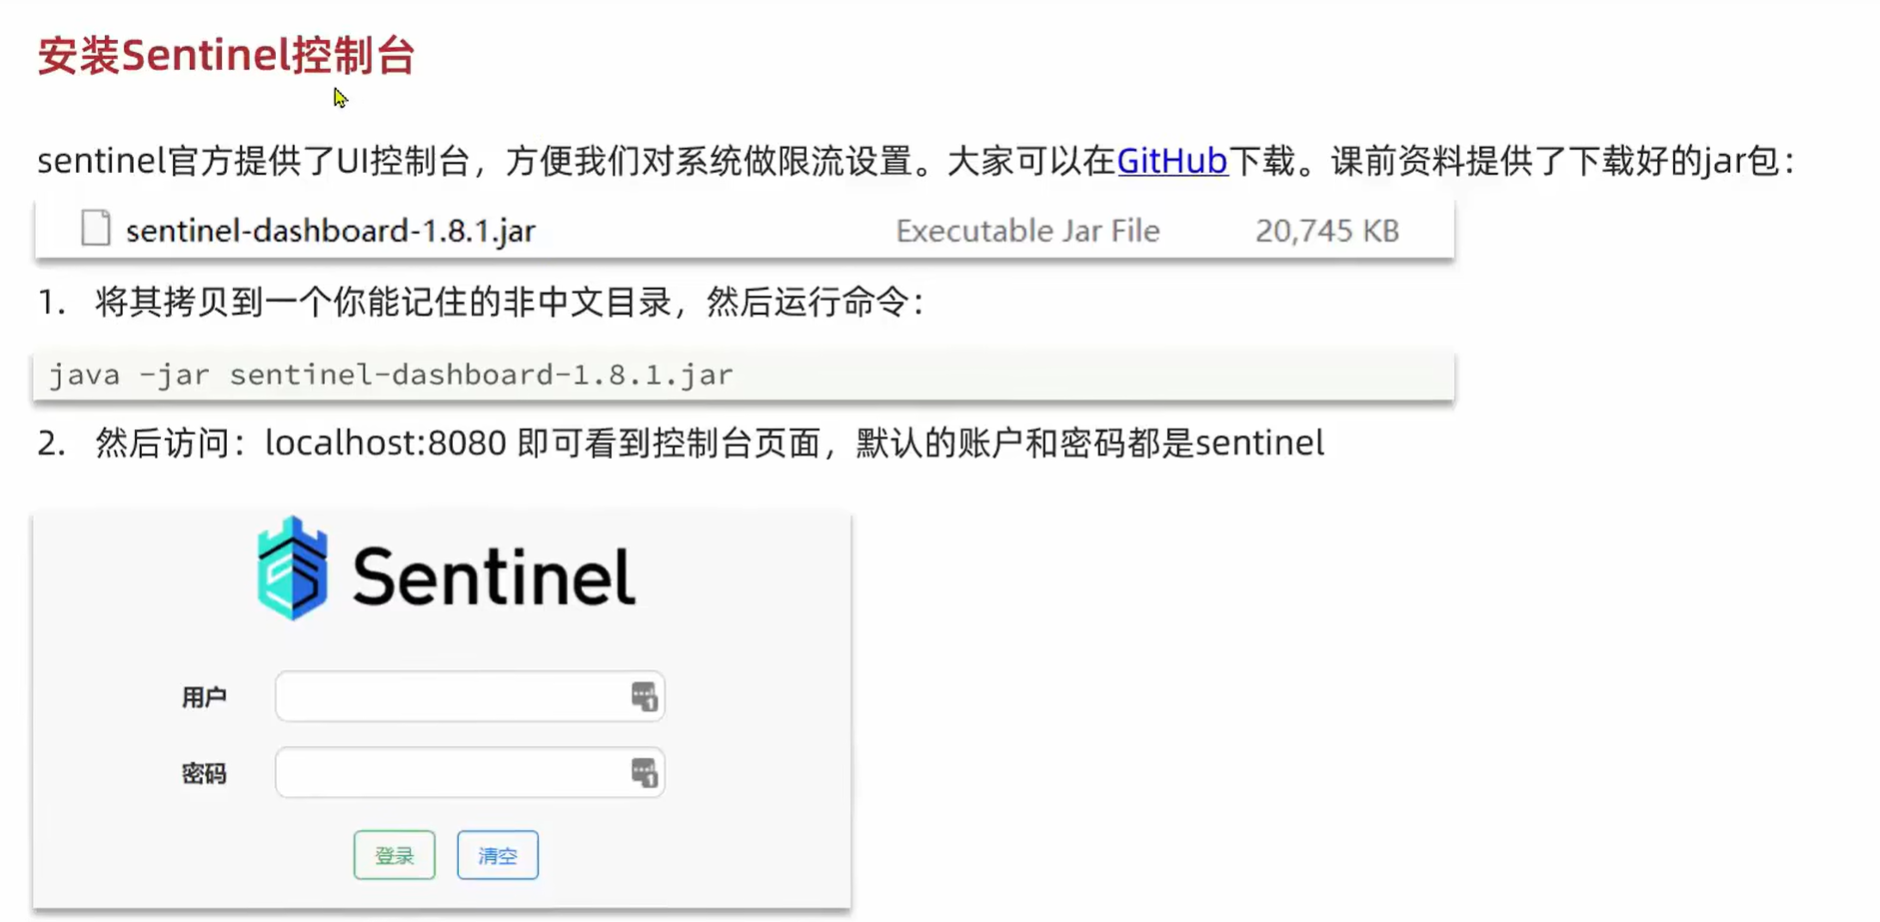 安装Sentinel控制台
sentinel官方提供了UI控制台，方便我们对系统做限流设置。大家可以在GitHub下载。课前资料提供了下载好的jar包：
sentinel-dashboard-1.8.1.jar Executable Jar File 20,745 KB
1. 将其拷贝到一个你能记住的非中文目录，然后运行命令：
java -jar sentinel-dashboard-1.8.1.jar
2. 然后访问：localhost:8080 即可看到控制台页面，默认的账户和密码都是sentinel
Sentinel
用户
密码
登录 清空